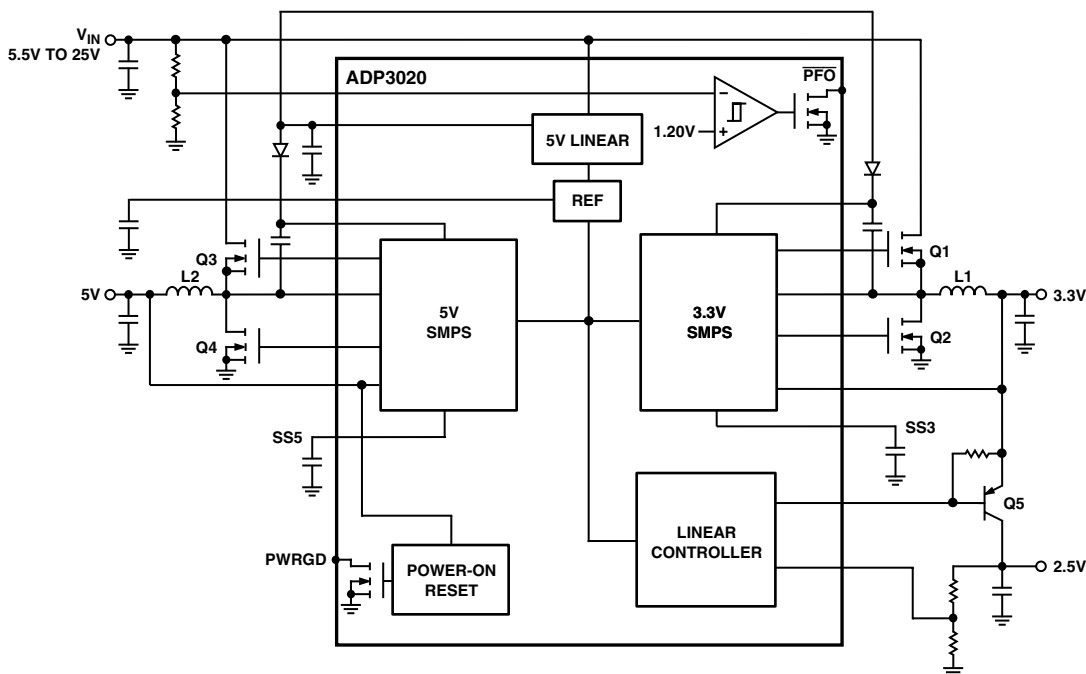 VIN
5.5V TO 25V
ADP3020
PFO
1.20V
−
+
5V LINEAR
REF
Q3
Q1
L2
L1
5V
3.3V
5V
SMPS
3.3V
SMPS
Q4
Q2
SS5
SS3
Q5
LINEAR
CONTROLLER
PWRGD
POWER-ON
RESET
2.5V